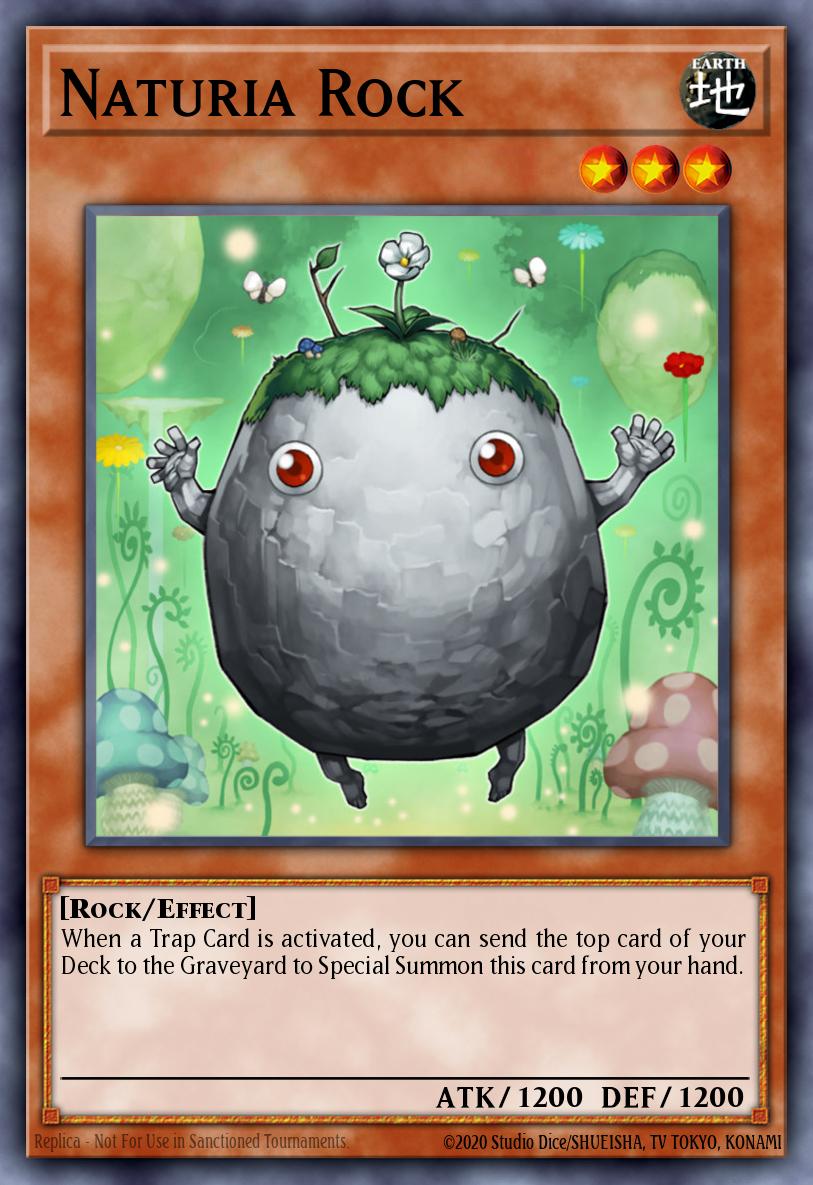 Naturia Rock
EARTH
地
[Rock/Effect]
When a Trap Card is activated, you can send the top card of your
Deck to the Graveyard to Special Summon this card from your hand.
ATK/1200 DEF/1200
Replica - Not For Use in Sanctioned Tournaments.
©2020 Studio Dice/SHUEISHA, TV TOKYO, KONAMI